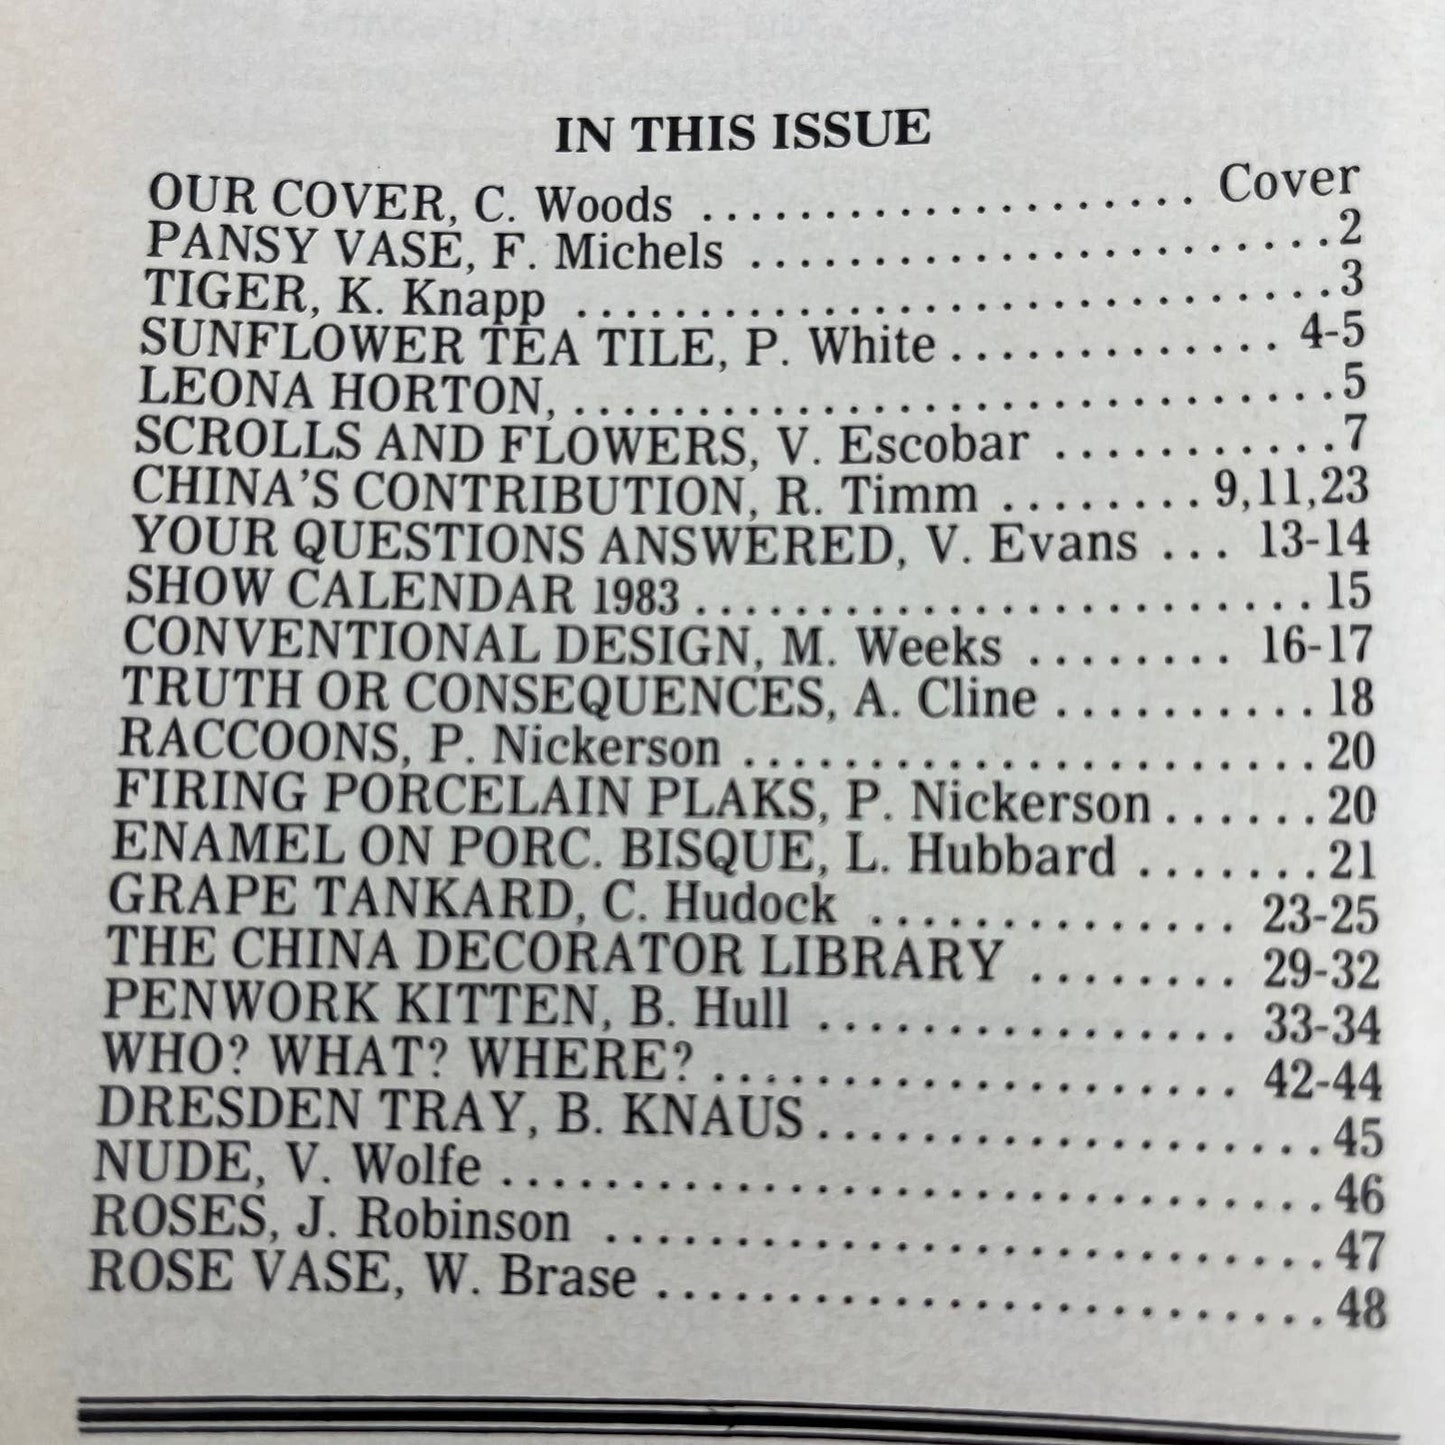 IN THIS ISSUE
OUR COVER, C. Woods .................... Cover
PANSY VASE, F. Michels ........................2
TIGER, K. Knapp ...............................3
SUNFLOWER TEA TILE, P. White .............. 4-5
LEONA HORTON, ................................5
SCROLLS AND FLOWERS, V. Escobar ............7
CHINA'S CONTRIBUTION, R. Timm ........ 9,11,23
YOUR QUESTIONS ANSWERED, V. Evans ... 13-14
SHOW CALENDAR 1983 .......................... 15
CONVENTIONAL DESIGN, M. Weeks ........ 16-17
TRUTH OR CONSEQUENCES, A. Cline ........... 18
RACCOONS, P. Nickerson ....................... 20
FIRING PORCELAIN PLAKS, P. Nickerson ...... 20
ENAMEL ON PORC. BISQUE, L. Hubbard ....... 21
GRAPE TANKARD, C. Hudock .............. 23-25
THE CHINA DECORATOR LIBRARY ........ 29-32
PENWORK KITTEN, B. Hull ................ 33-34
WHO? WHAT? WHERE? .................... 42-44
DRESDEN TRAY, B. KNAUS .................... 45
NUDE, V. Wolfe ............................... 46
ROSES, J. Robinson ........................... 47
ROSE VASE, W. Brase .......................... 48